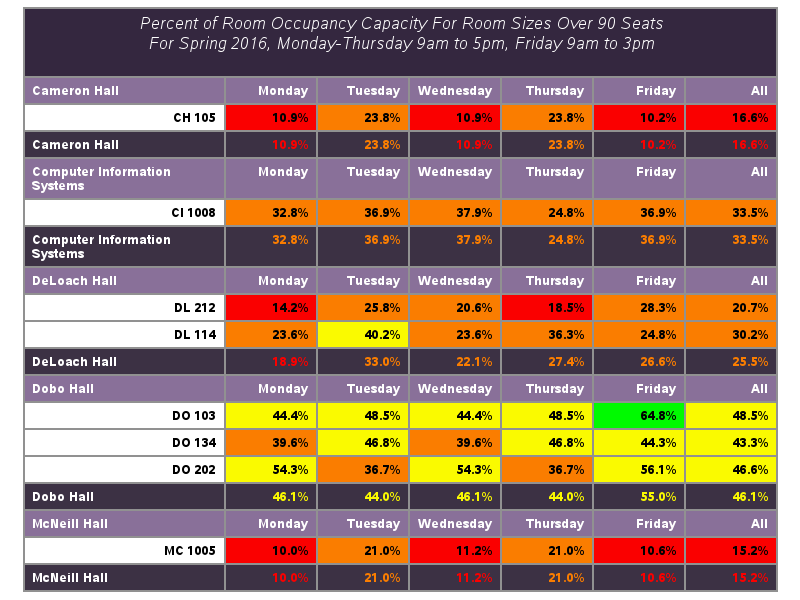 Percent of Room Occupancy Capacity For Room Sizes Over 90 Seats
For Spring 2016, Monday-Thursday 9am to 5pm, Friday 9am to 3pm
Cameron Hall Monday Tuesday Wednesday Thursday Friday All
CH 105 10.9% 23.8% 10.9% 23.8% 10.2% 16.6%
Cameron Hall 10.9% 23.8% 10.9% 23.8% 10.2% 16.6%
Computer Information Monday Tuesday Wednesday Thursday Friday All
Systems
CI 1008 32.8% 36.9% 37.9% 24.8% 36.9% 33.5%
Computer Information 32.8% 36.9% 37.9% 24.8% 36.9% 33.5%
Systems
DeLoach Hall Monday Tuesday Wednesday Thursday Friday All
DL 212 14.2% 25.8% 20.6% 18.5% 28.3% 20.7%
DL 114 23.6% 40.2% 23.6% 36.3% 24.8% 30.2%
DeLoach Hall 18.9% 33.0% 22.1% 27.4% 26.6% 25.5%
Dobo Hall Monday Tuesday Wednesday Thursday Friday All
DO 103 44.4% 48.5% 44.4% 48.5% 64.8% 48.5%
DO 134 39.6% 46.8% 39.6% 46.8% 44.3% 43.3%
DO 202 54.3% 36.7% 54.3% 36.7% 56.1% 46.6%
Dobo Hall 46.1% 44.0% 46.1% 44.0% 55.0% 46.1%
McNeill Hall Monday Tuesday Wednesday Thursday Friday All
MC 1005 10.0% 21.0% 11.2% 21.0% 10.6% 15.2%
McNeill Hall 10.0% 21.0% 11.2% 21.0% 10.6% 15.2%